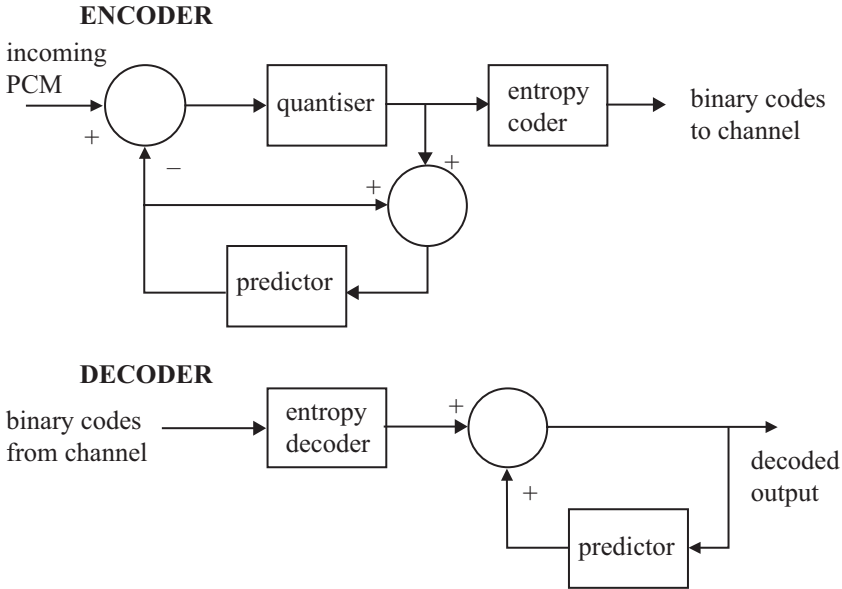 ENCODER
incoming
PCM
+
−
quantiser
entropy
coder
binary codes
to channel
+
+
predictor
DECODER
binary codes
from channel
entropy
decoder
+
+
decoded
output
predictor